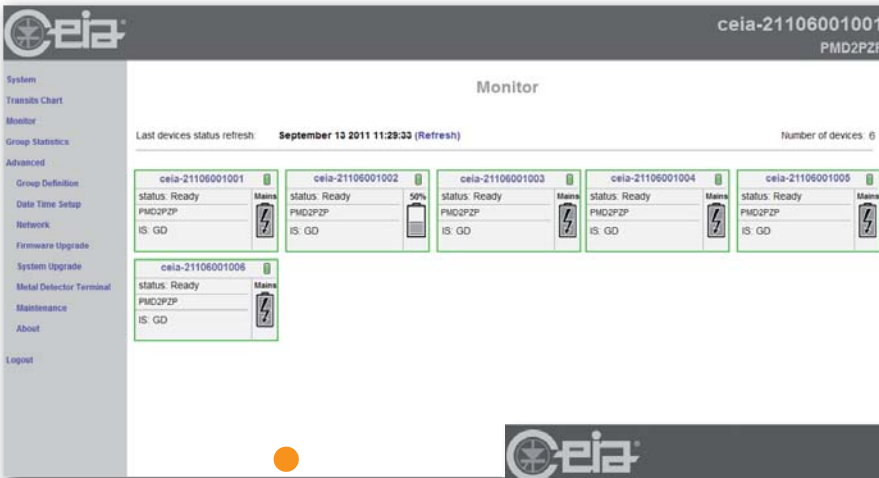 Ceia
ceia-21106001001
PMD2PZP
System
Transits Chart
Monitor
Group Statistics
Advanced
Group Definition
Date Time Setup
Network
Firmware Upgrade
System Upgrade
Metal Detector Terminal
Maintenance
About
Logout
Monitor
Last devices status refresh: September 13 2011 11:29:33 (Refresh) Number of devices: 6
ceia-21106001001
status: Ready Mains
PMD2PZP
IS: GD
ceia-21106001002
status: Ready 50%
PMD2PZP
IS: GD
ceia-21106001003
status: Ready Mains
PMD2PZP
IS: GD
ceia-21106001004
status: Ready Mains
PMD2PZP
IS: GD
ceia-21106001005
status: Ready Mains
PMD2PZP
IS: GD
ceia-21106001006
status: Ready Mains
PMD2PZP
IS: GD
Ceia